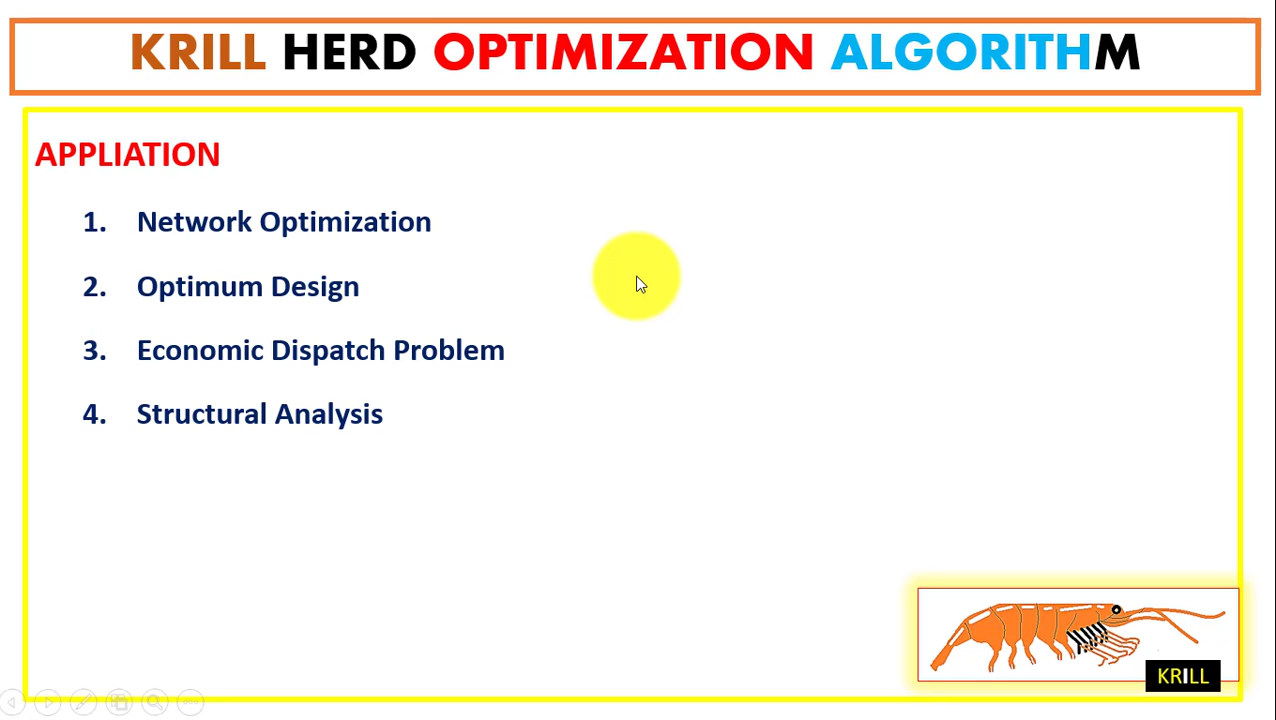 KRILL HERD OPTIMIZATION ALGORITHM
APPLIATION
1. Network Optimization
2. Optimum Design
3. Economic Dispatch Problem
4. Structural Analysis
KRILL